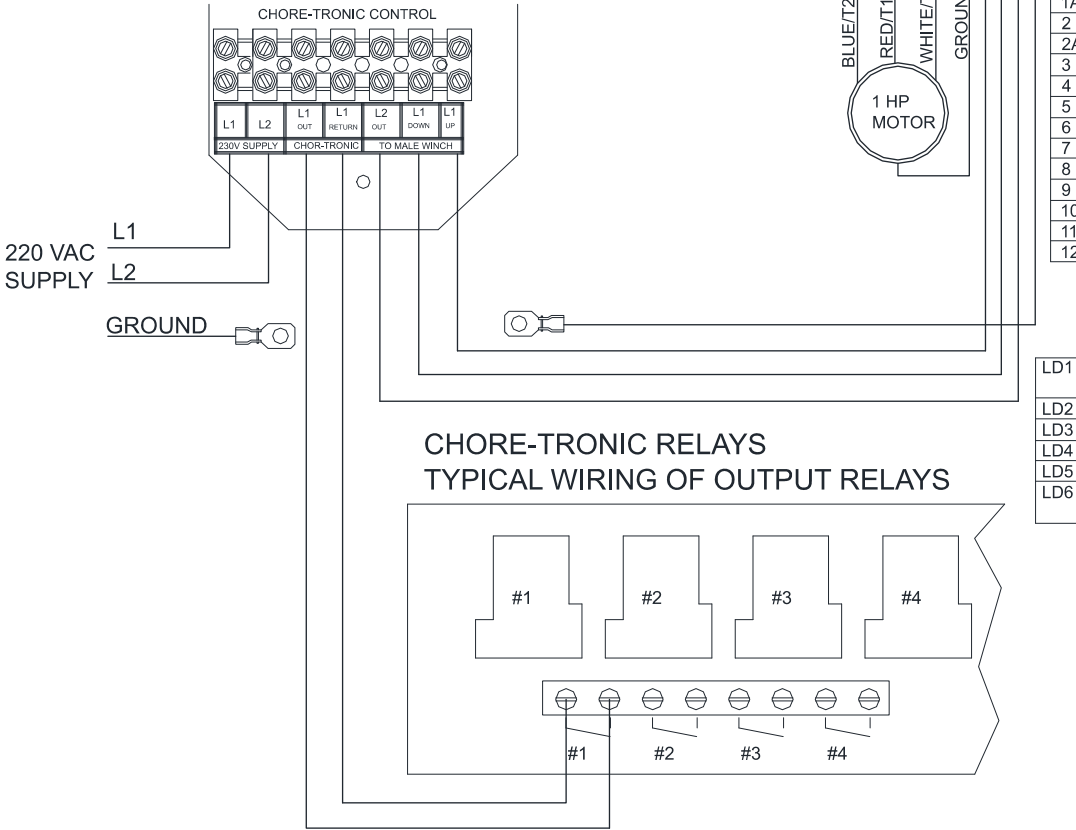 CHORE-TRONIC CONTROL
L1 L2 L1 L1 L2 L1 L1
OUT RETURN OUT DOWN UP
230V SUPPLY CHOR-TRONIC TO MALE WINCH
BLUE/T2
RED/T1
WHITE/
1 HP
MOTOR
2
3
4
5
6
7
8
9
10
11
12
L1
220 VAC
SUPPLY
L2
GROUND
LD1
LD2
LD3
LD4
LD5
LD6
CHORE-TRONIC RELAYS
TYPICAL WIRING OF OUTPUT RELAYS
#1 #2 #3 #4
#1 #2 #3 #4